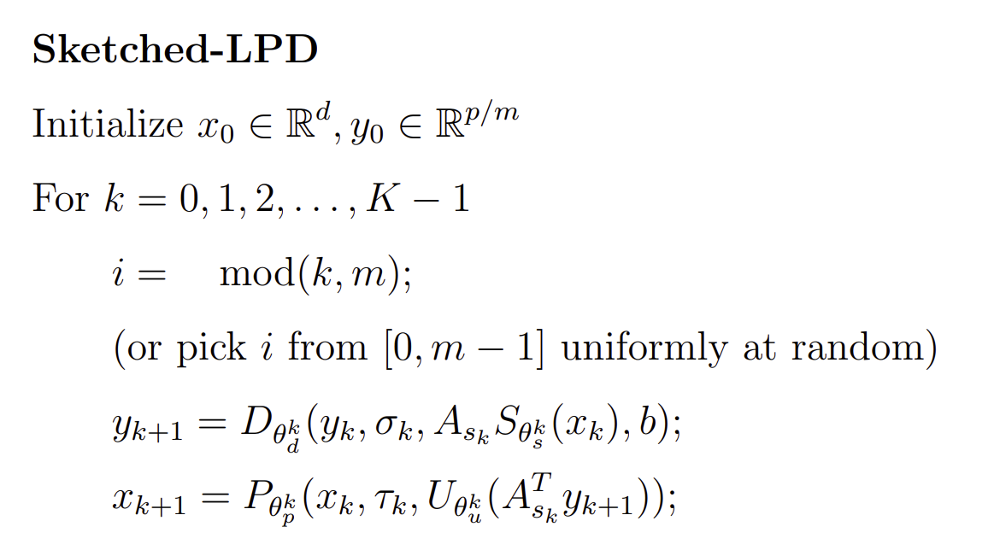 Sketched-LPD
Initialize $x_0 \in \mathbb{R}^d, y_0 \in \mathbb{R}^{p/m}$
For $k = 0, 1, 2, \ldots, K - 1$
$i = \mod(k, m);$
(or pick $i$ from $[0, m - 1]$ uniformly at random)
$y_{k+1} = D_{\theta_d^k}(y_k, \sigma_k, A_{s_k} S_{\theta_s^k}(x_k), b);$
$x_{k+1} = P_{\theta_p^k}(x_k, \tau_k, U_{\theta_u^k}(A_{s_k}^T y_{k+1}));$